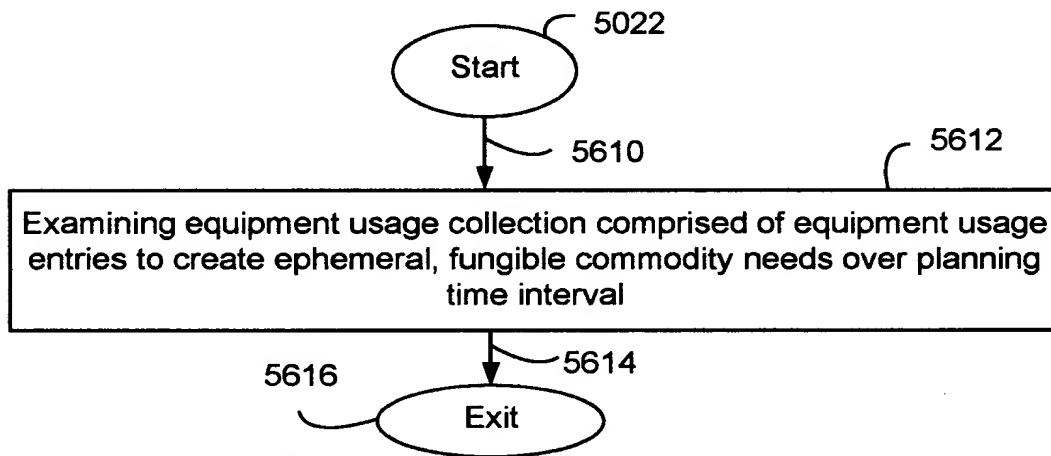 5022
Start
5610
5612
Examining equipment usage collection comprised of equipment usage
entries to create ephemeral, fungible commodity needs over planning
time interval
5614
5616
Exit